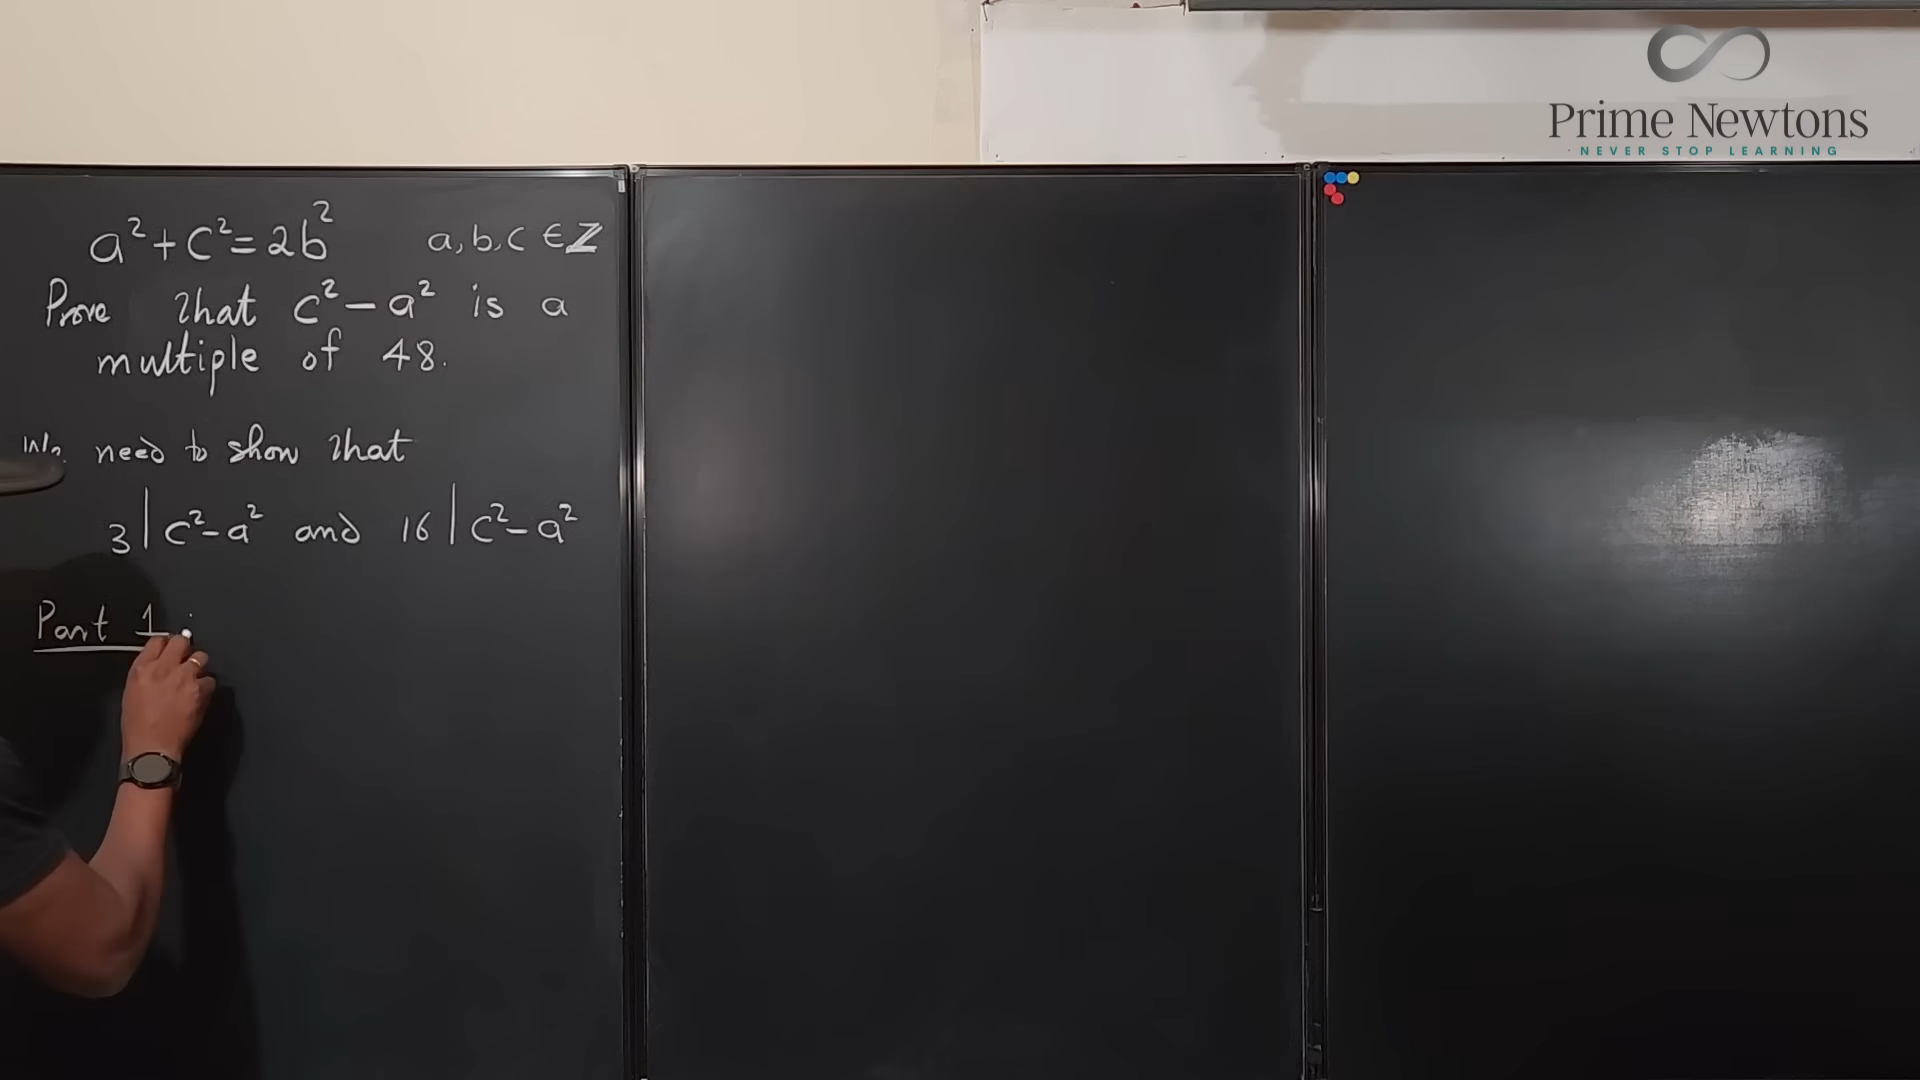 Prime Newtons
NEVER STOP LEARNING
a²+c²=2b² a,b,c ∈ ℤ
Prove that c²-a² is a
multiple of 48.
We need to show that
3|c²-a² and 16|c²-a²
Part 1: